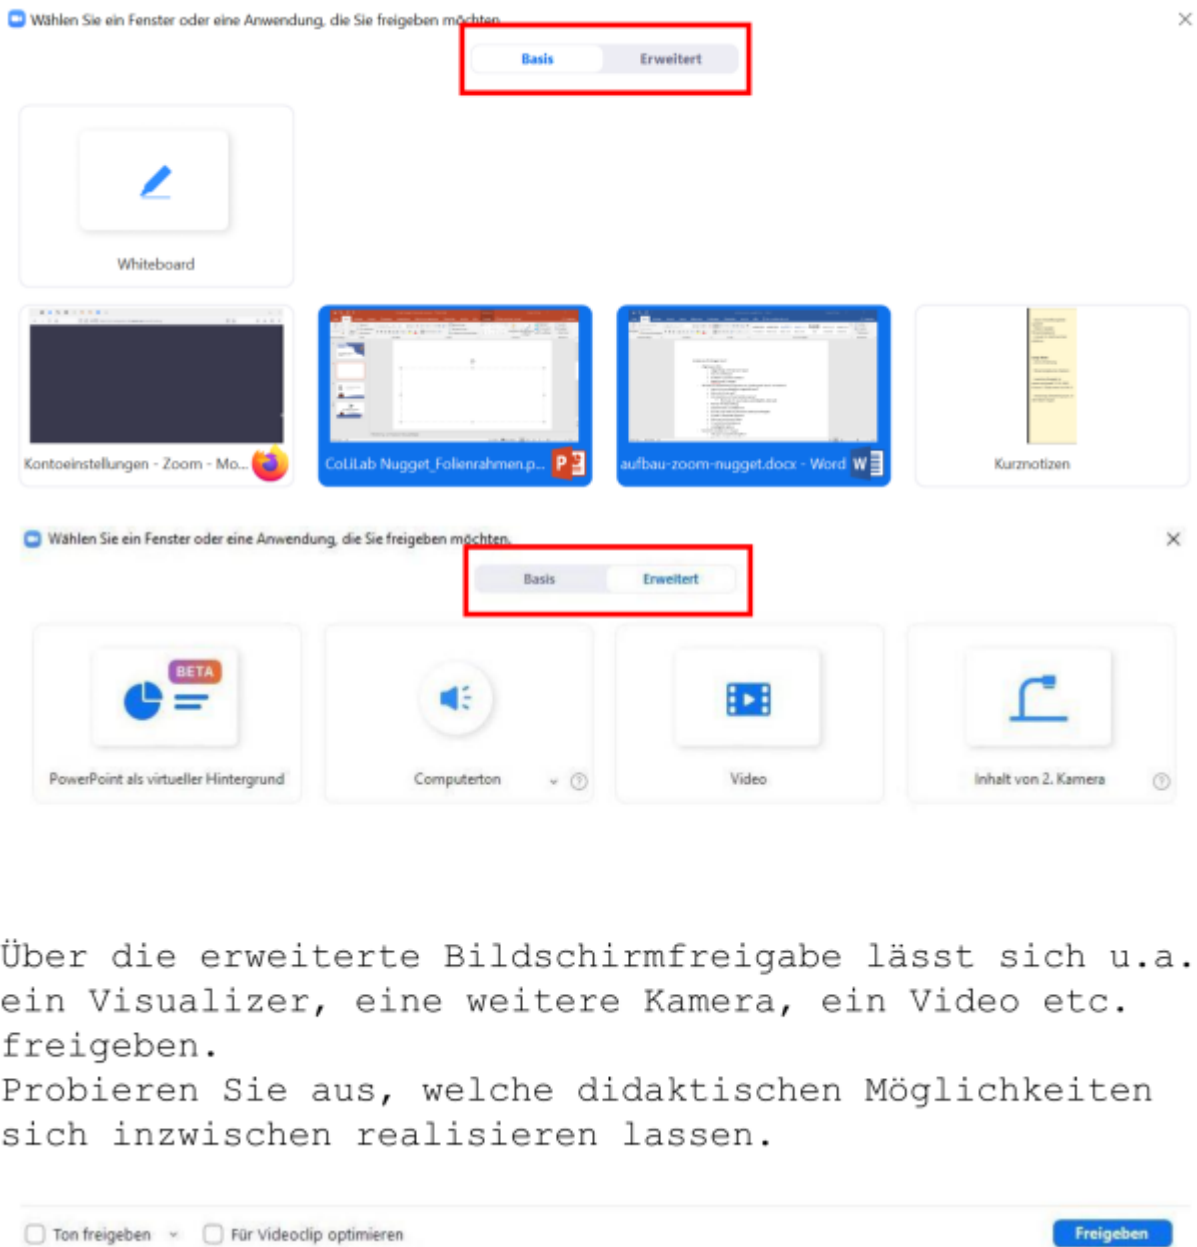 Wählen Sie ein Fenster oder eine Anwendung, die Sie freigeben möchten.
Basis Erweitert
Whiteboard
Kontoeinstellungen - Zoom - Mo... CoLiLab Nugget_Folienrahmen.p... aufbau-zoom-nugget.docx - Word Kurznotizen
Wählen Sie ein Fenster oder eine Anwendung, die Sie freigeben möchten.
Basis Erweitert
BETA
PowerPoint als virtueller Hintergrund Computerton Video Inhalt von 2. Kamera
Über die erweiterte Bildschirmfreigabe lässt sich u.a.
ein Visualizer, eine weitere Kamera, ein Video etc.
freigeben.
Probieren Sie aus, welche didaktischen Möglichkeiten
sich inzwischen realisieren lassen.
Ton freigeben Für Videoclip optimieren Freigeben